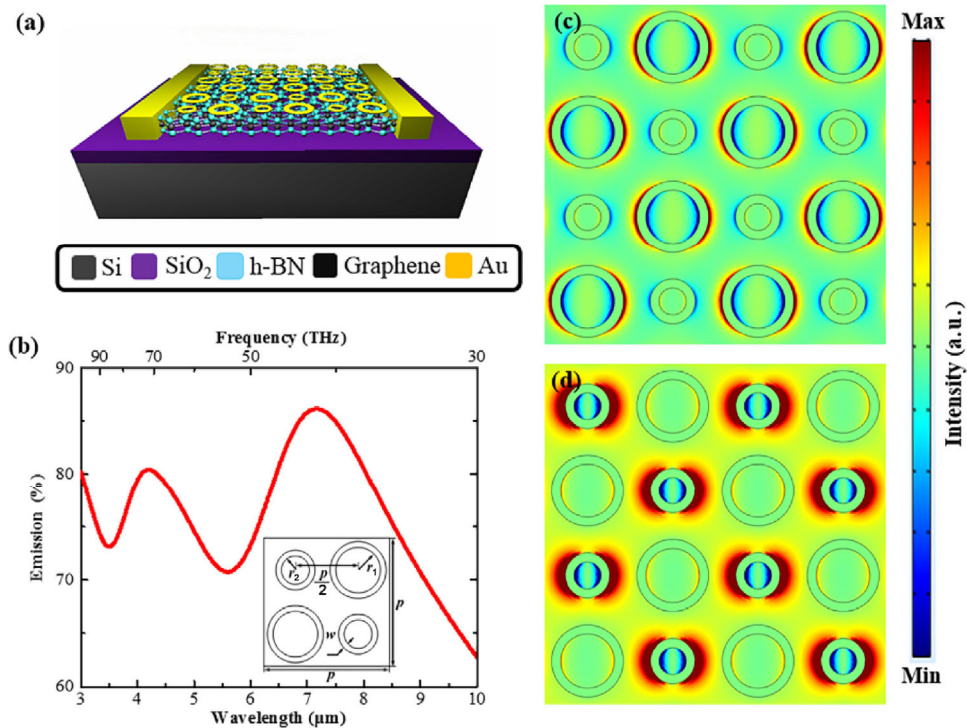 (a)
Si SiO₂ h-BN Graphene Au
(b)
Frequency (THz)
90 70 50 30
90
80
70
60
Emission (%)
3 4 5 6 7 8 9 10
Wavelength (μm)
r₂ p/2 r₁ p
w
p
(c)
(d)
Max
Intensity (a.u.)
Min